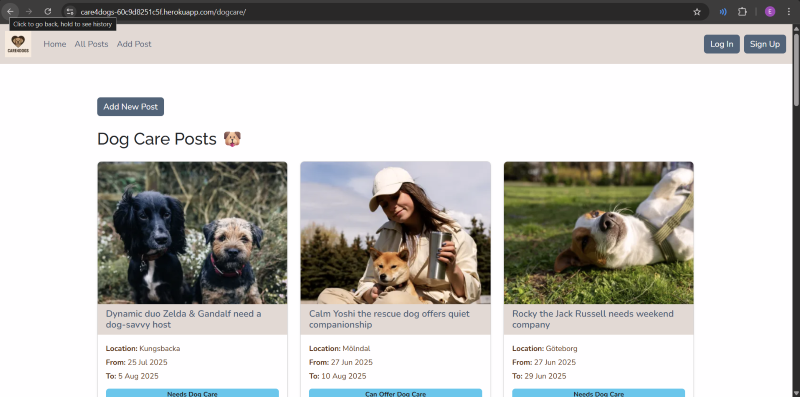 care4dogs-60c9d8251c5f.herokuapp.com/dogcare/
E
Click to go back, hold to see history
CARE4DOGS
Home All Posts Add Post
Log In Sign Up
Add New Post
Dog Care Posts
Dynamic duo Zelda & Gandalf need a
dog-savvy host
Location: Kungsbacka
From: 25 Jul 2025
To: 5 Aug 2025
Needs Dog Care
Calm Yoshi the rescue dog offers quiet
companionship
Location: Mölndal
From: 27 Jun 2025
To: 10 Aug 2025
Can Offer Dog Care
Rocky the Jack Russell needs weekend
company
Location: Göteborg
From: 27 Jun 2025
To: 29 Jun 2025
Needs Dog Care